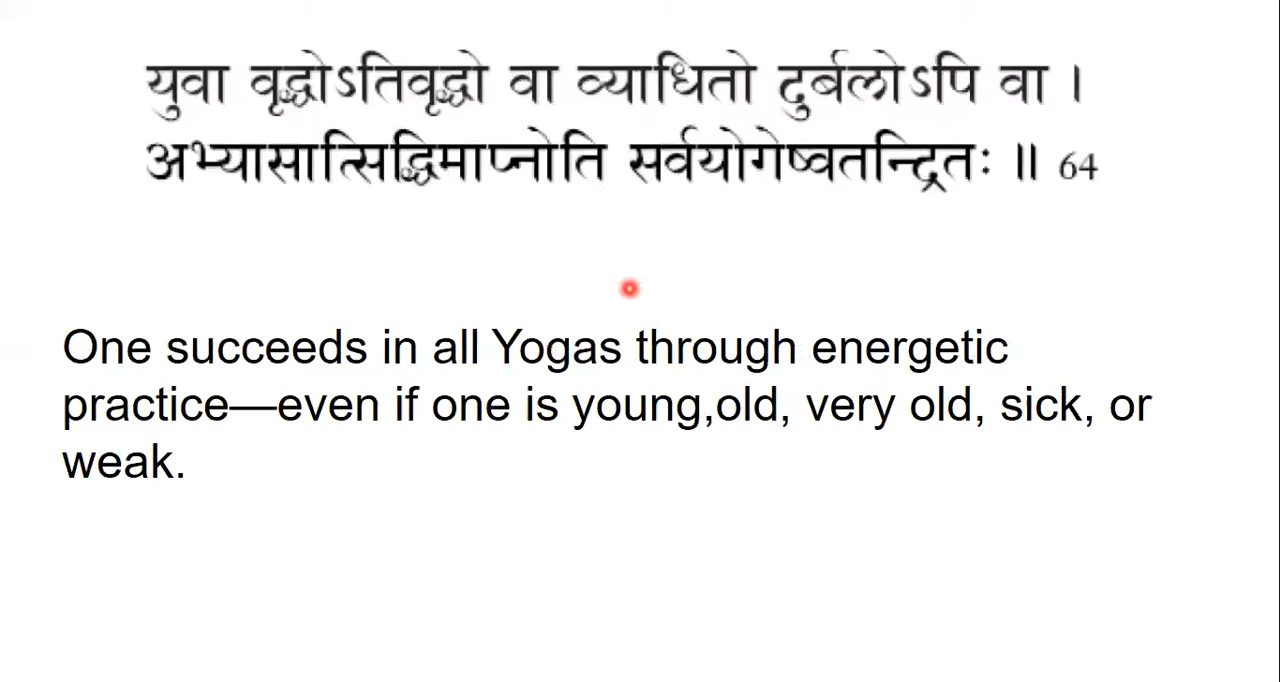 युवा वृद्धोऽतिवृद्धो वा व्याधितो दुर्बलोऽपि वा ।
अभ्यासात्सिद्धिमाप्नोति सर्वयोगेष्वतन्द्रितः ॥ 64
One succeeds in all Yogas through energetic
practice—even if one is young,old, very old, sick, or
weak.